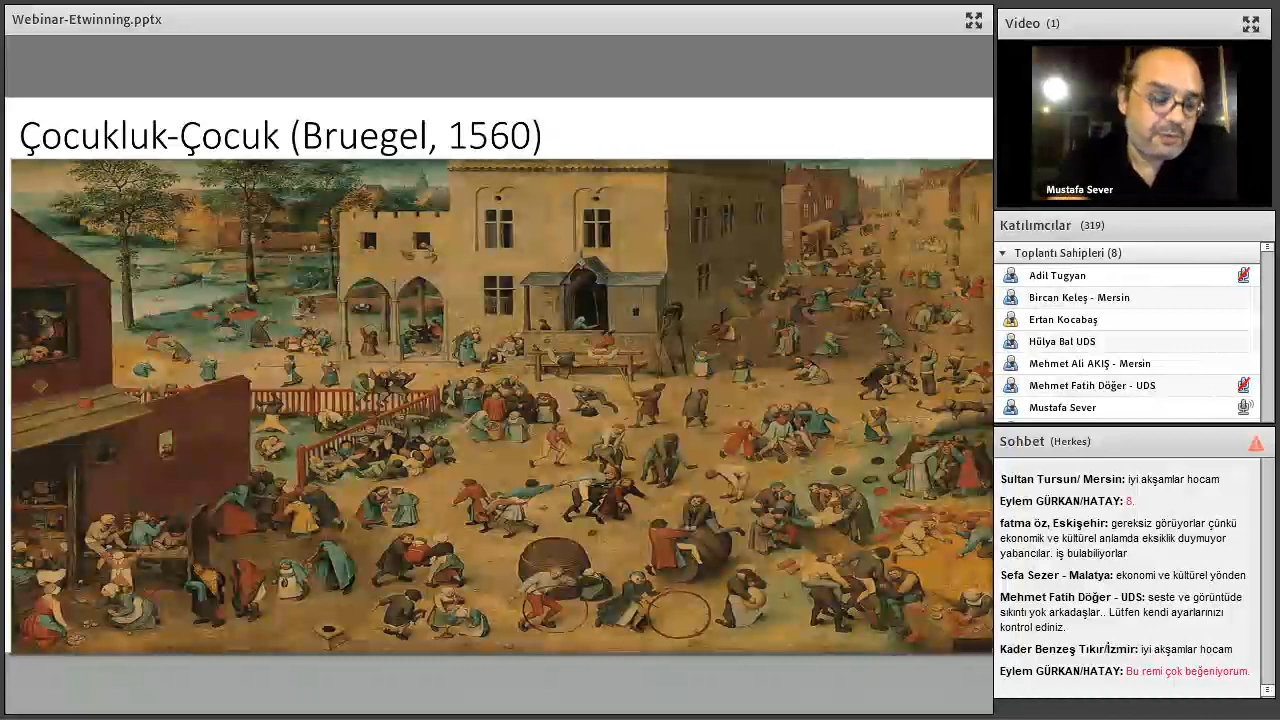 Webinar-Etwinning.pptx
Çocukluk-Çocuk (Bruegel, 1560)
Video (1)
Mustafa Sever
Katılımcılar (319)
Toplantı Sahipleri (8)
Adil Tugyan
Bircan Keleş - Mersin
Ertan Kocabaş
Hülya Bal UDS
Mehmet Ali AKIŞ - Mersin
Mehmet Fatih Döğer - UDS
Mustafa Sever
Sohbet (Herkes)
Sultan Tursun/ Mersin: iyi akşamlar hocam
Eylem GÜRKAN/HATAY: 8.
fatma öz, Eskişehir: gereksiz görüyorlar çünkü
ekonomik ve kültürel anlamda eksiklik duymuyor
yabancılar. iş bulabiliyorlar
Sefa Sezer - Malatya: ekonomi ve kültürel yönden
Mehmet Fatih Döğer - UDS: seste ve görüntüde
sıkıntı yok arkadaşlar.. Lütfen kendi ayarlarınızı
kontrol ediniz.
Kader Benzeş Tıkır/İzmir: iyi akşamlar hocam
Eylem GÜRKAN/HATAY: Bu remi çok beğeniyorum.